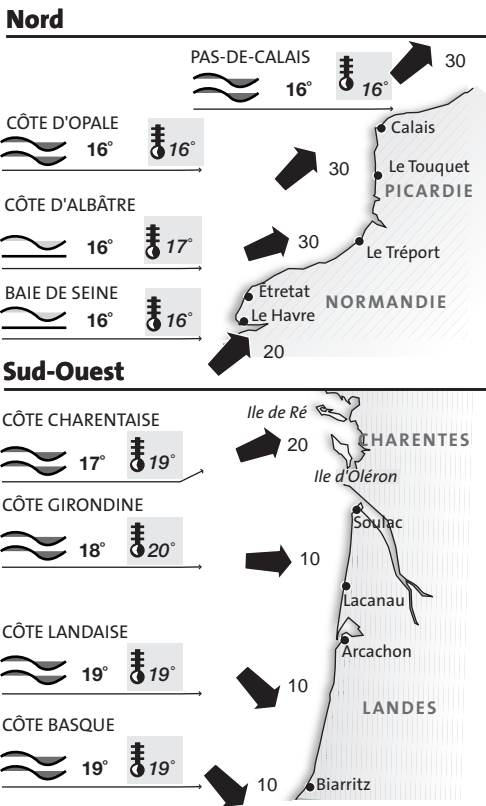 Nord
PAS-DE-CALAIS
16° 16° 30
CÔTE D'OPALE
16° 16°
30
Calais
Le Touquet
PICARDIE
CÔTE D'ALBÂTRE
16° 17° 30
Le Tréport
BAIE DE SEINE
16° 16°
Etretat
Le Havre
NORMANDIE
20
Sud-Ouest
CÔTE CHARENTAISE
17° 19° 20
Ile de Ré
CHARENTES
Ile d'Oléron
CÔTE GIRONDINE
18° 20° 10
Soulac
Lacanau
CÔTE LANDAISE
19° 19° 10
Arcachon
LANDES
CÔTE BASQUE
19° 19° 10
Biarritz